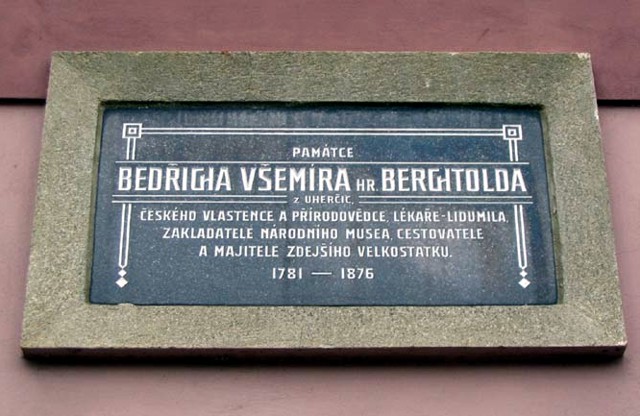 PAMÁTCE
BEDŘICHA VŠEMÍRA HR. BERCHTOLDA
Z UHERČIC,
ČESKÉHO VLASTENCE A PŘÍRODOVĚDCE, LÉKAŘE-LIDUMILA,
ZAKLADATELE NÁRODNÍHO MUSEA, CESTOVATELE
A MAJITELE ZDEJŠÍHO VELKOSTATKU.
1781 — 1876